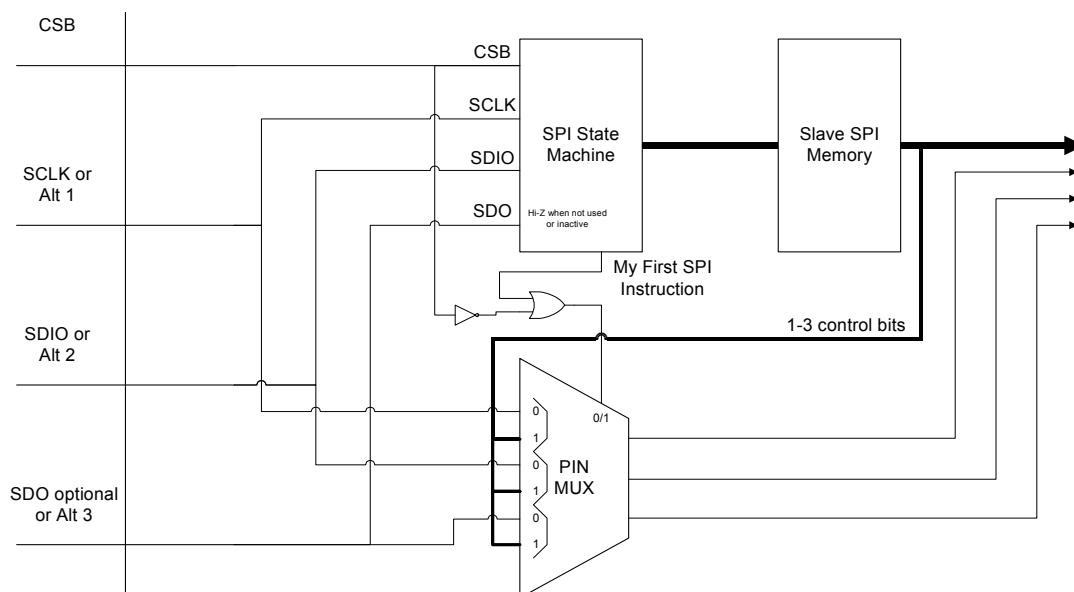 CSB
SCLK or
Alt 1
SDIO or
Alt 2
SDO optional
or Alt 3
CSB
SCLK
SDIO
SDO
SPI State
Machine
Hi-Z when not used
or inactive
Slave SPI
Memory
My First SPI
Instruction
1-3 control bits
0/1
0
1
0
1
0
1
PIN
MUX